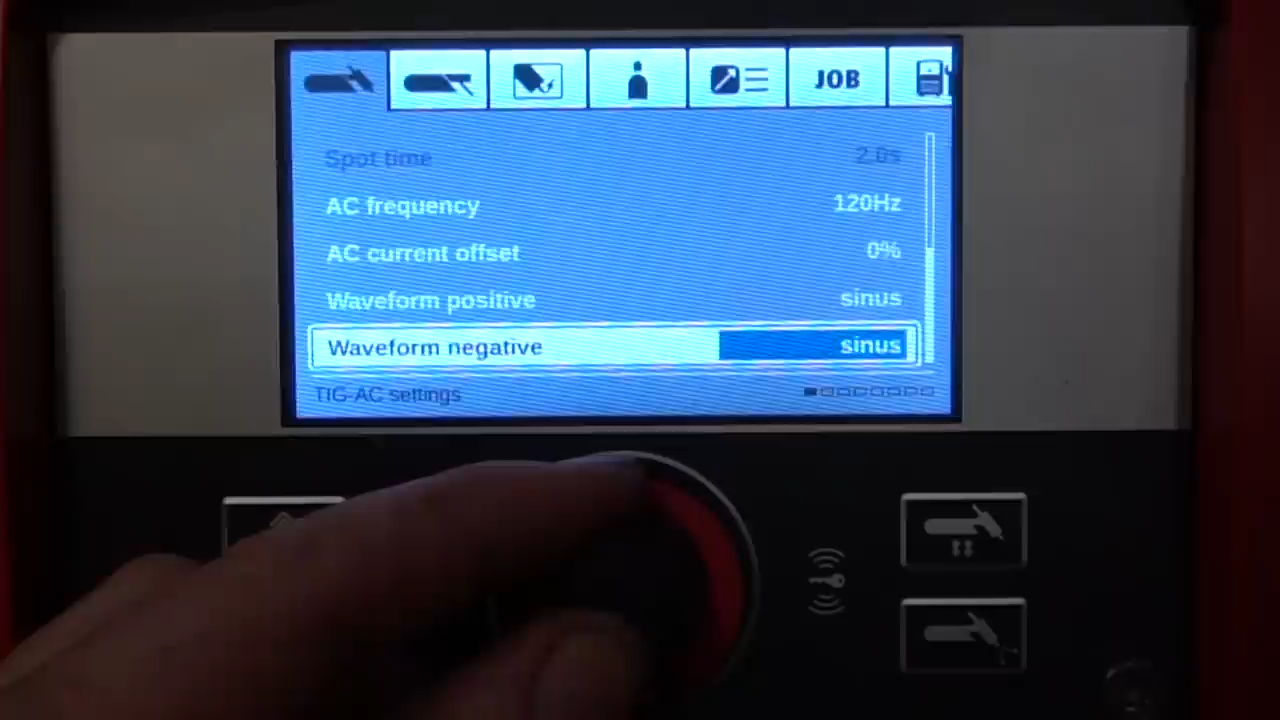 JOB
Spot time 2.0s
AC frequency 120Hz
AC current offset 0%
Waveform positive sinus
Waveform negative sinus
TIG-AC settings